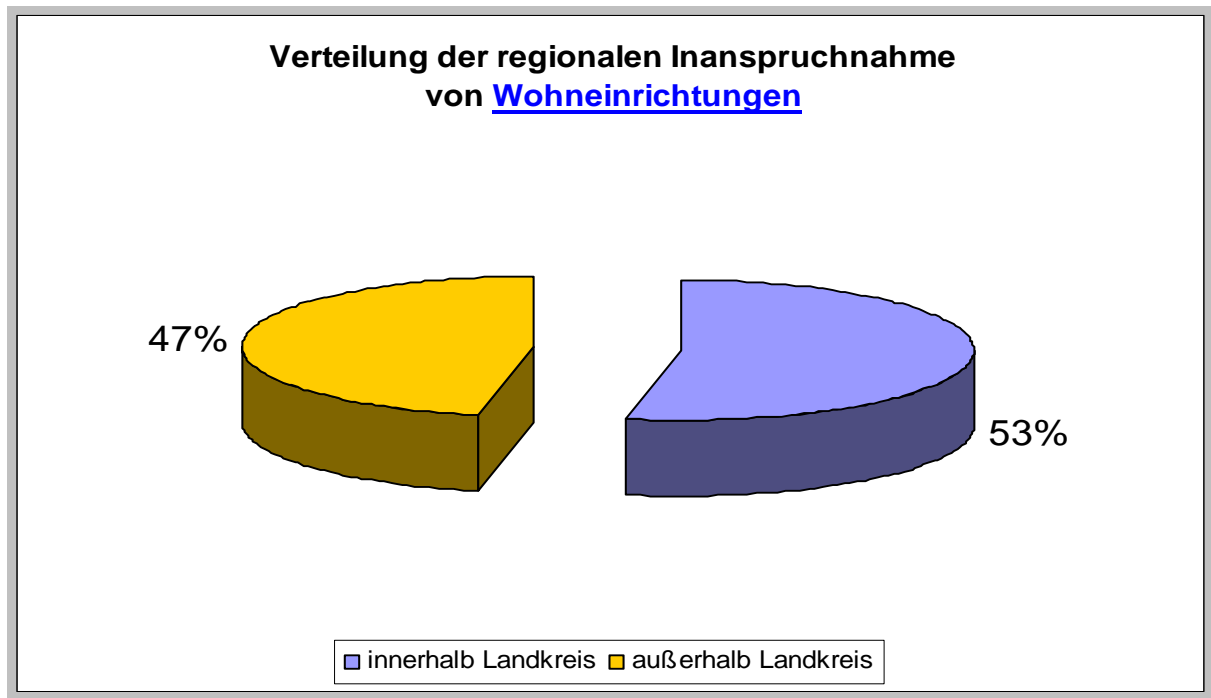 Verteilung der regionalen Inanspruchnahme
von Wohneinrichtungen
47%
53%
innerhalb Landkreis außerhalb Landkreis